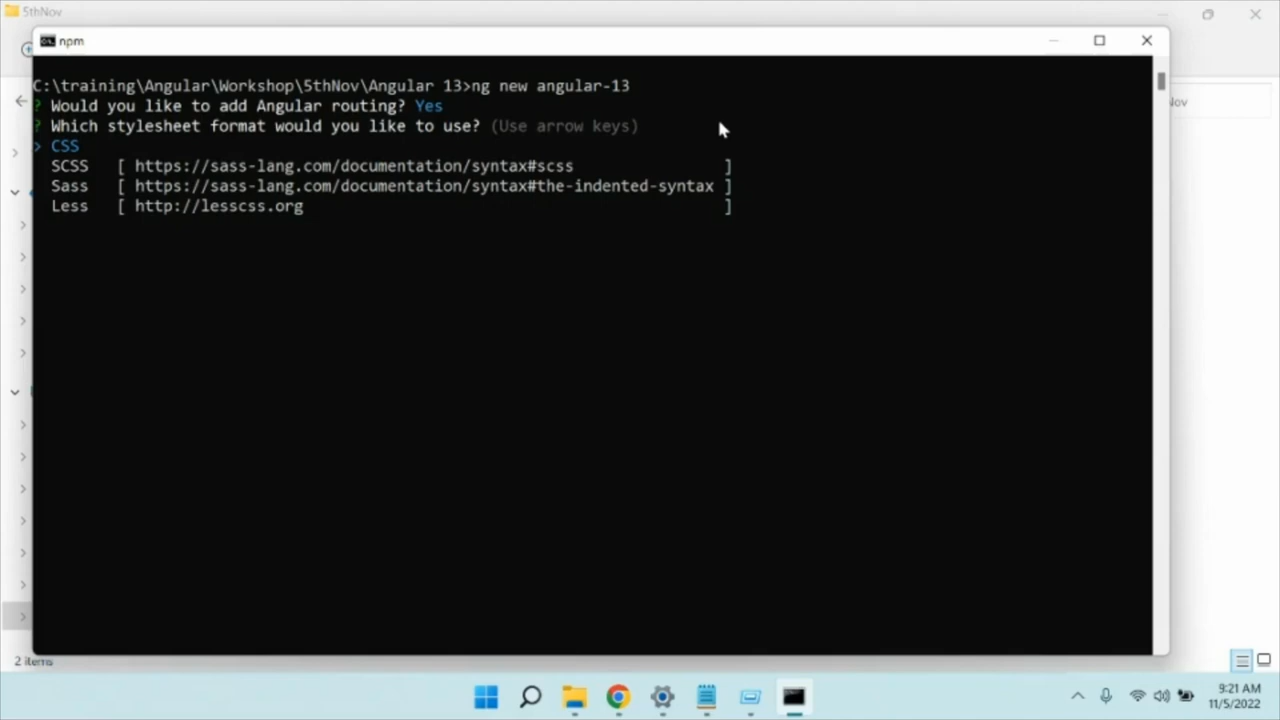 5thNov
npm
C:\training\Angular\Workshop\5thNov\Angular 13>ng new angular-13
? Would you like to add Angular routing? Yes
? Which stylesheet format would you like to use? (Use arrow keys)
> CSS
SCSS [ https://sass-lang.com/documentation/syntax#scss ]
Sass [ https://sass-lang.com/documentation/syntax#the-indented-syntax ]
Less [ http://lesscss.org ]
Nov
2 items
9:21 AM
11/5/2022